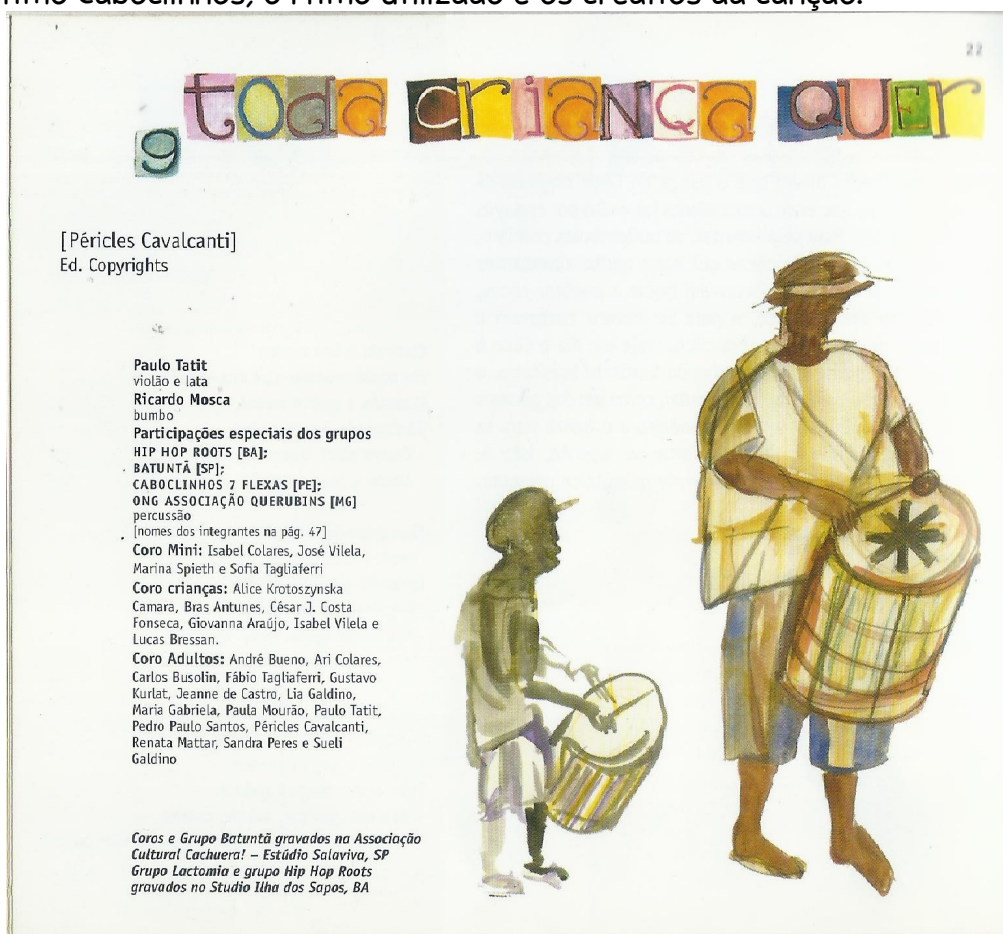 ritmo Caboclinhos, o ritmo utilizado e os créditos da canção.
22
toda criança quer
9
[Péricles Cavalcanti]
Ed. Copyrights
Paulo Tatit
violão e lata
Ricardo Mosca
bumbo
Participações especiais dos grupos
HIP HOP ROOTS [BA];
BATUNTÃ [SP];
CABOCLINHOS 7 FLEXAS [PE];
ONG ASSOCIAÇÃO QUERUBINS [MG]
percussão
[nomes dos integrantes na pág. 47]
Coro Mini: Isabel Colares, José Vilela,
Marina Spieth e Sofia Tagliaferri
Coro crianças: Alice Krotoszynska
Camara, Bras Antunes, César J. Costa
Fonseca, Giovanna Araújo, Isabel Vilela e
Lucas Bressan.
Coro Adultos: André Bueno, Ari Colares,
Carlos Busolin, Fábio Tagliaferri, Gustavo
Kurlat, Jeanne de Castro, Lia Galdino,
Maria Gabriela, Paula Mourão, Paulo Tatit,
Pedro Paulo Santos, Péricles Cavalcanti,
Renata Mattar, Sandra Peres e Sueli
Galdino
Coros e Grupo Batuntã gravados na Associação
Cultural Cachuera! – Estúdio Salaviva, SP
Grupo Lactomia e grupo Hip Hop Roots
gravados no Studio Ilha dos Sapos, BA